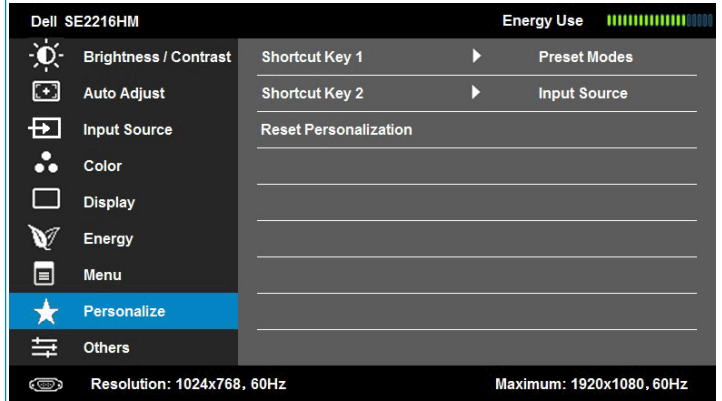 Dell SE2216HM Energy Use
Brightness / Contrast Shortcut Key 1 Preset Modes
Auto Adjust Shortcut Key 2 Input Source
Input Source Reset Personalization
Color
Display
Energy
Menu
Personalize
Others
Resolution: 1024x768, 60Hz Maximum: 1920x1080, 60Hz